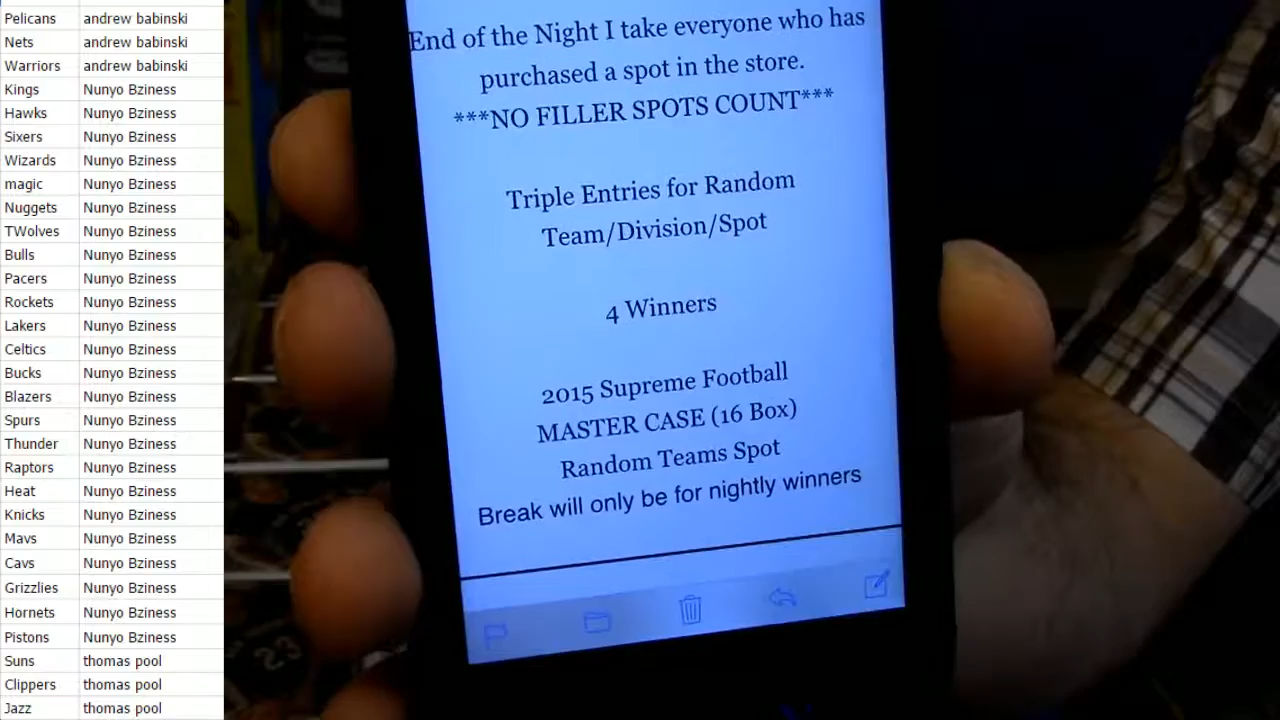 Pelicans andrew babinski
Nets andrew babinski
Warriors andrew babinski
Kings Nunyo Bziness
Hawks Nunyo Bziness
Sixers Nunyo Bziness
Wizards Nunyo Bziness
magic Nunyo Bziness
Nuggets Nunyo Bziness
TWolves Nunyo Bziness
Bulls Nunyo Bziness
Pacers Nunyo Bziness
Rockets Nunyo Bziness
Lakers Nunyo Bziness
Celtics Nunyo Bziness
Bucks Nunyo Bziness
Blazers Nunyo Bziness
Spurs Nunyo Bziness
Thunder Nunyo Bziness
Raptors Nunyo Bziness
Heat Nunyo Bziness
Knicks Nunyo Bziness
Mavs Nunyo Bziness
Cavs Nunyo Bziness
Grizzlies Nunyo Bziness
Hornets Nunyo Bziness
Pistons Nunyo Bziness
Suns thomas pool
Clippers thomas pool
Jazz thomas pool
End of the Night I take everyone who has
purchased a spot in the store.
***NO FILLER SPOTS COUNT***
Triple Entries for Random
Team/Division/Spot
4 Winners
2015 Supreme Football
MASTER CASE (16 Box)
Random Teams Spot
Break will only be for nightly winners
23